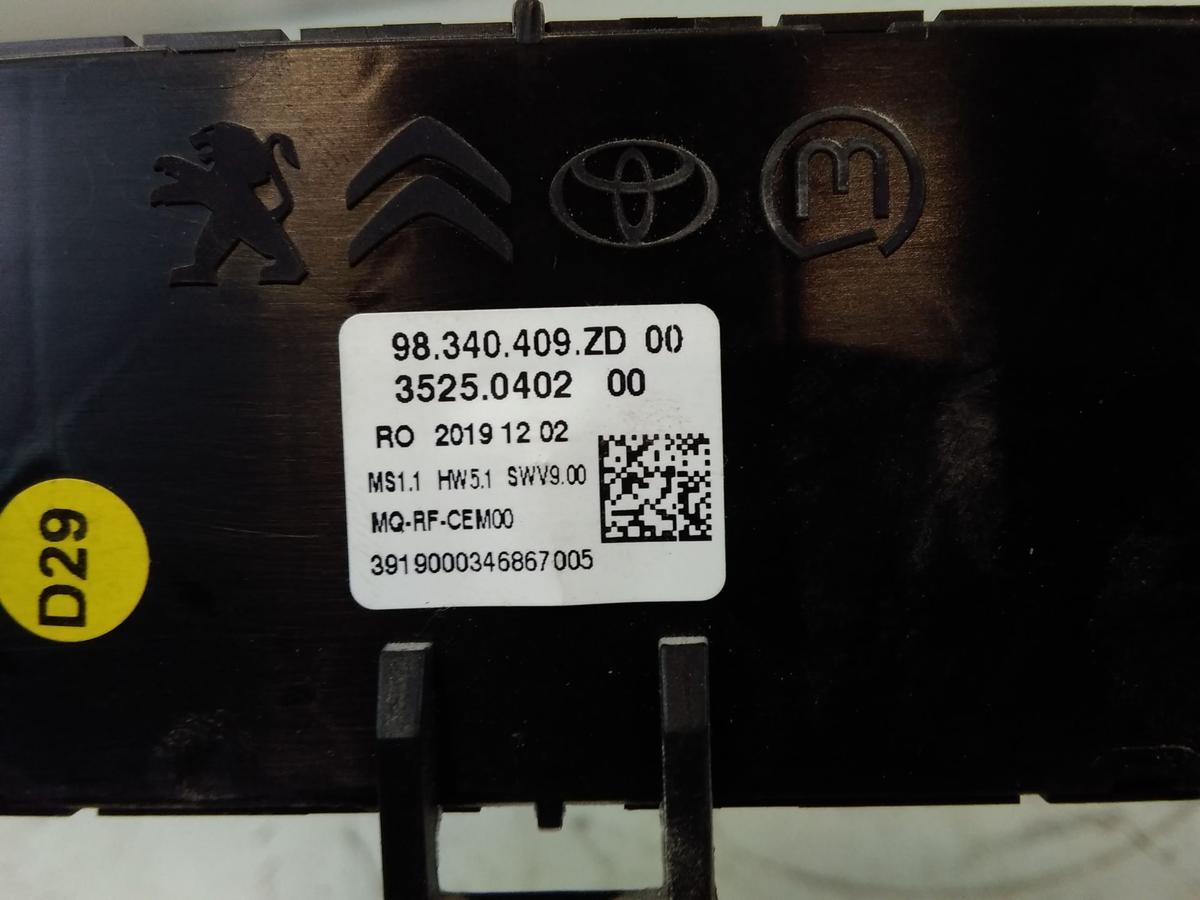 98.340.409.ZD 00
3525.0402 00
RO 2019 12 02
MS1.1 HW5.1 SWV9.00
MQ-RF-CEM00
3919000346867005
D29